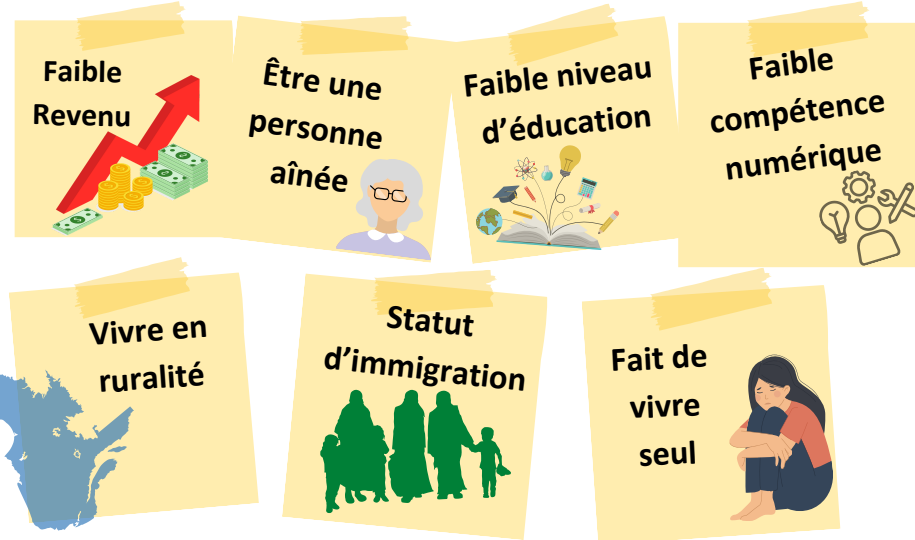 Faible
Revenu
Être une
personne
aînée
Faible niveau
d’éducation
Faible
compétence
numérique
Vivre en
ruralité
Statut
d’immigration
Fait de
vivre
seul